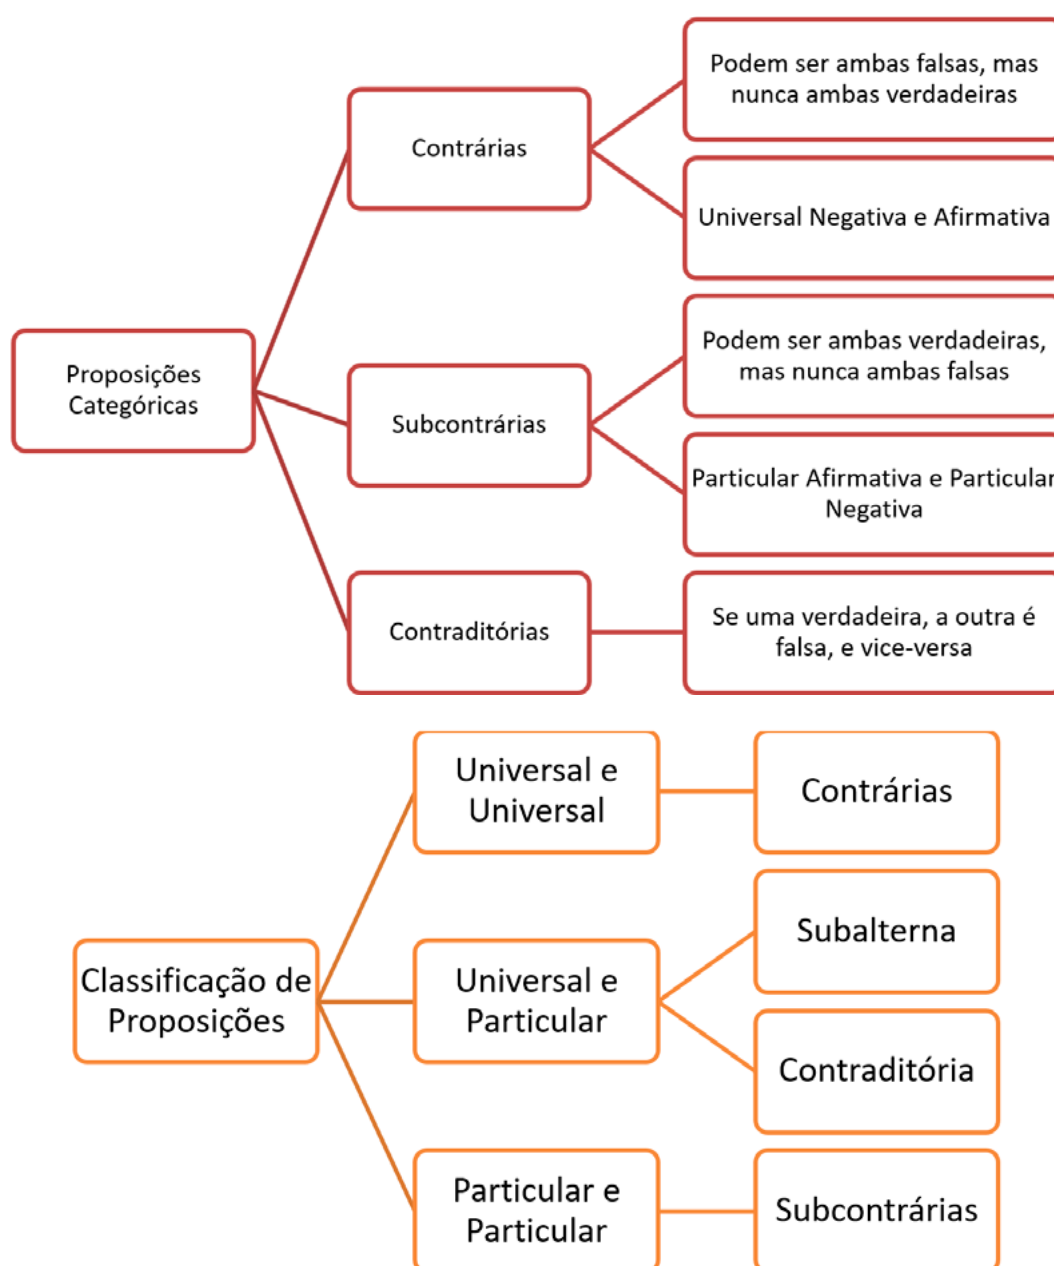 Proposições
Categóricas
Contrárias
Podem ser ambas falsas, mas
nunca ambas verdadeiras
Universal Negativa e Afirmativa
Subcontrárias
Podem ser ambas verdadeiras,
mas nunca ambas falsas
Particular Afirmativa e Particular
Negativa
Contraditórias
Se uma verdadeira, a outra é
falsa, e vice-versa
Classificação de
Proposições
Universal e
Universal
Contrárias
Universal e
Particular
Subalterna
Contraditória
Particular e
Particular
Subcontrárias